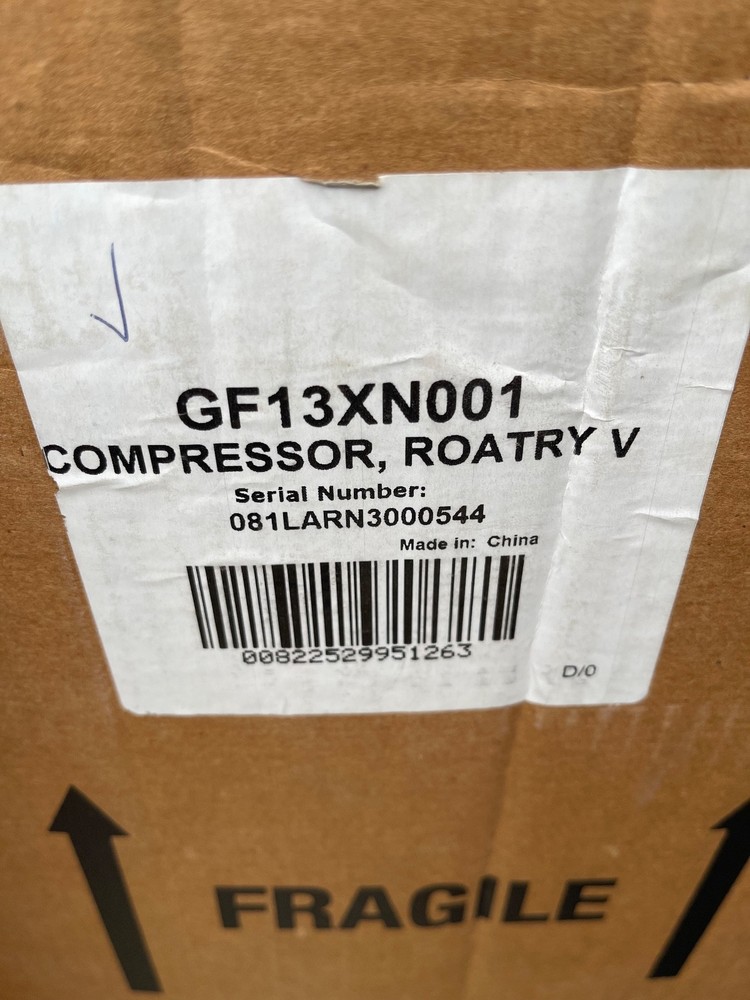 GF13XN001
COMPRESSOR, ROATRY V
Serial Number:
081LARN3000544
Made in: China
00822529951263
D/0
FRAGILE